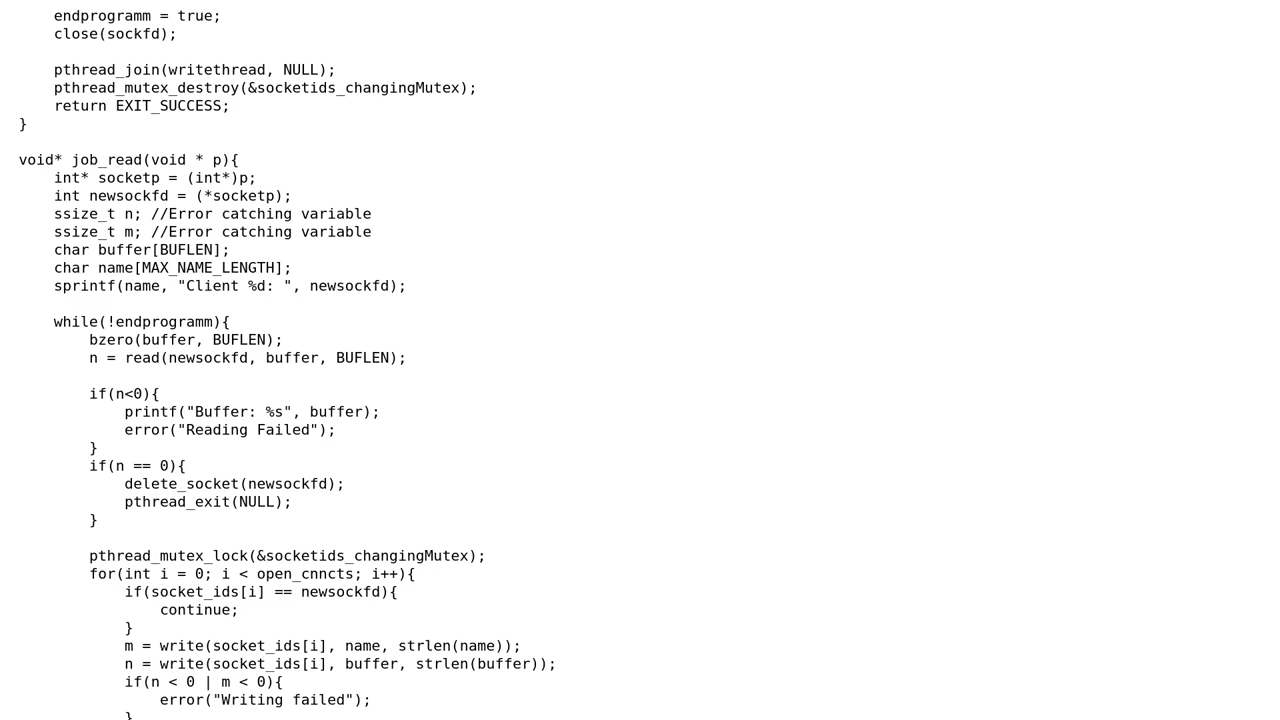 endprogramm = true;
    close(sockfd);

    pthread_join(writethread, NULL);
    pthread_mutex_destroy(&socketids_changingMutex);
    return EXIT_SUCCESS;
}

void* job_read(void * p){
    int* socketp = (int*)p;
    int newsockfd = (*socketp);
    ssize_t n; //Error catching variable
    ssize_t m; //Error catching variable
    char buffer[BUFLEN];
    char name[MAX_NAME_LENGTH];
    sprintf(name, "Client %d: ", newsockfd);

    while(!endprogramm){
        bzero(buffer, BUFLEN);
        n = read(newsockfd, buffer, BUFLEN);

        if(n<0){
            printf("Buffer: %s", buffer);
            error("Reading Failed");
        }
        if(n == 0){
            delete_socket(newsockfd);
            pthread_exit(NULL);
        }

        pthread_mutex_lock(&socketids_changingMutex);
        for(int i = 0; i < open_cnncts; i++){
            if(socket_ids[i] == newsockfd){
                continue;
            }
            m = write(socket_ids[i], name, strlen(name));
            n = write(socket_ids[i], buffer, strlen(buffer));
            if(n < 0 | m < 0){
                error("Writing failed");
            }